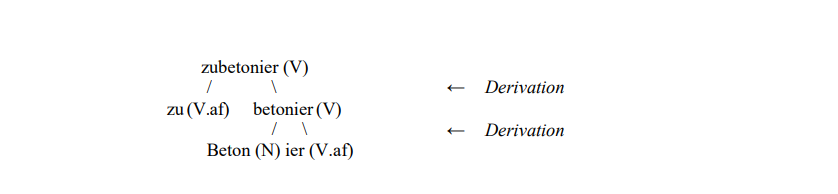 zubetonier (V)
/ \ ← Derivation
zu (V.af) betonier (V)
/ \ ← Derivation
Beton (N) ier (V.af)